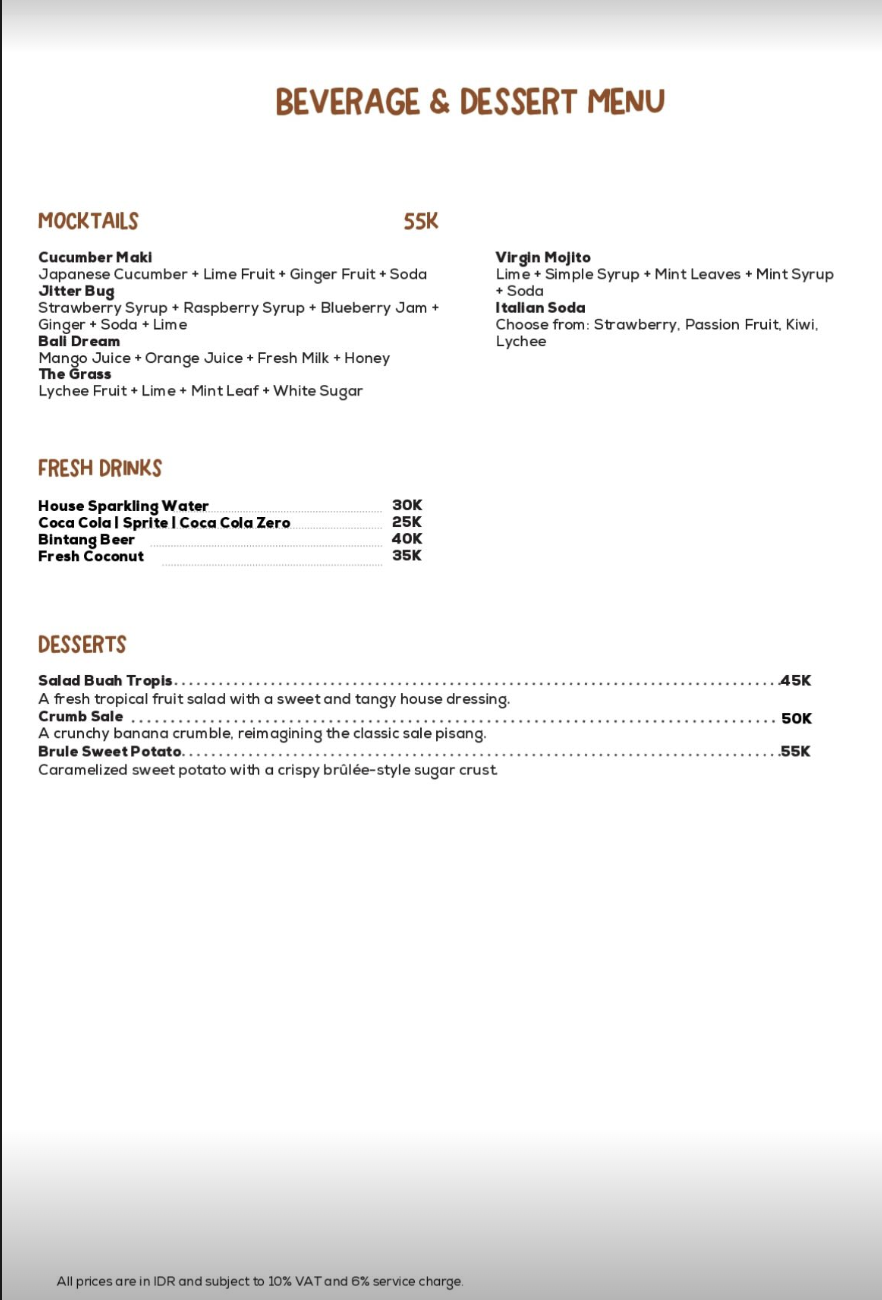 BEVERAGE & DESSERT MENU
MOCKTAILS 55K
Cucumber Maki
Japanese Cucumber + Lime Fruit + Ginger Fruit + Soda
Jitter Bug
Strawberry Syrup + Raspberry Syrup + Blueberry Jam +
Ginger + Soda + Lime
Bali Dream
Mango Juice + Orange Juice + Fresh Milk + Honey
The Grass
Lychee Fruit + Lime + Mint Leaf + White Sugar
Virgin Mojito
Lime + Simple Syrup + Mint Leaves + Mint Syrup
+ Soda
Italian Soda
Choose from: Strawberry, Passion Fruit, Kiwi,
Lychee
FRESH DRINKS
House Sparkling Water 30K
Coca Cola | Sprite | Coca Cola Zero 25K
Bintang Beer 40K
Fresh Coconut 35K
DESSERTS
Salad Buah Tropis 45K
A fresh tropical fruit salad with a sweet and tangy house dressing.
Crumb Sale 50K
A crunchy banana crumble, reimagining the classic sale pisang.
Brule Sweet Potato 55K
Caramelized sweet potato with a crispy brûlée-style sugar crust.
All prices are in IDR and subject to 10% VAT and 6% service charge.